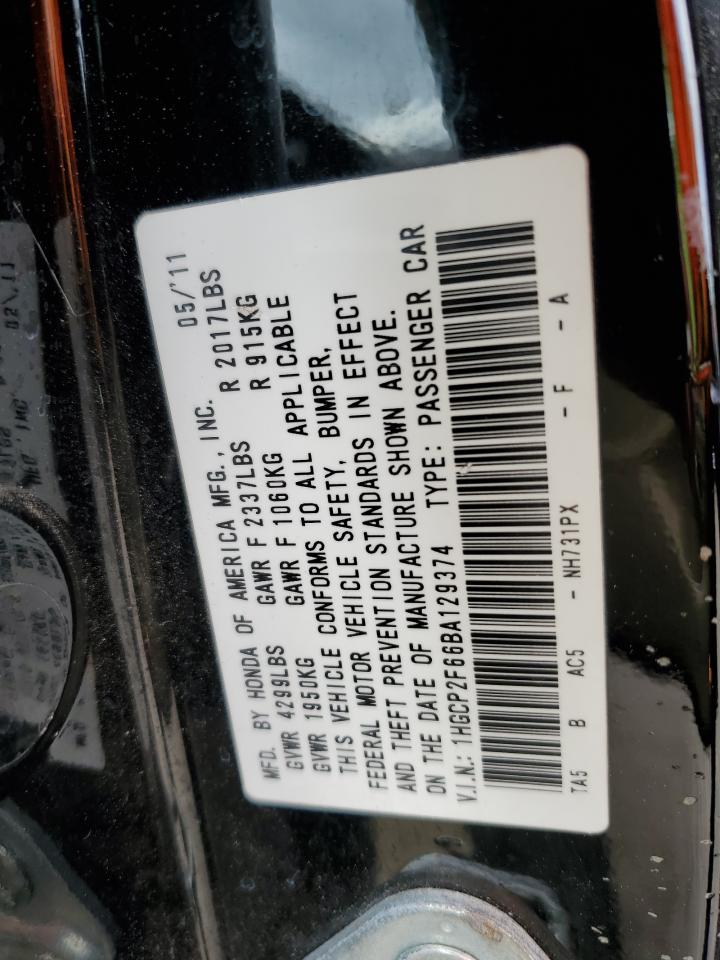 MFD. BY HONDA OF AMERICA MFG., INC. 05/'11
GVWR 4299LBS GAWR F 2337LBS R 2017LBS
GVWR 1950KG GAWR F 1060KG R 915KG
THIS VEHICLE CONFORMS TO ALL APPLICABLE
FEDERAL MOTOR VEHICLE SAFETY, BUMPER,
AND THEFT PREVENTION STANDARDS IN EFFECT
ON THE DATE OF MANUFACTURE SHOWN ABOVE.
V.I.N.: 1HGCP2F66BA129374 TYPE: PASSENGER CAR
TA5 B AC5 - NH731PX - F - A